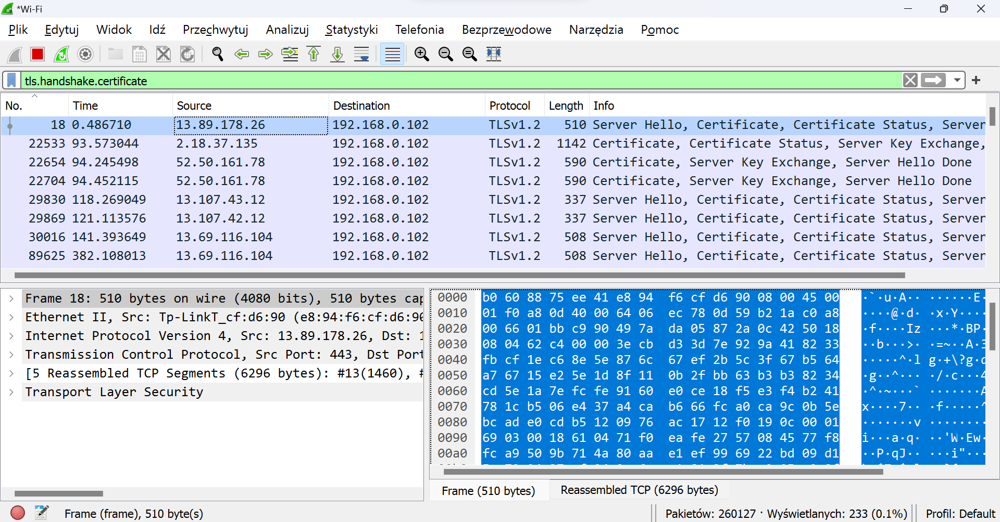 *Wi-Fi
Plik Edytuj Widok Idź Przechwytuj Analizuj Statystyki Telefonia Bezprzewodowe Narzędzia Pomoc
tls.handshake.certificate
No. Time Source Destination Protocol Length Info
18 0.486710 13.89.178.26 192.168.0.102 TLSv1.2 510 Server Hello, Certificate, Certificate Status, Server
22533 93.573044 2.18.37.135 192.168.0.102 TLSv1.2 1142 Certificate, Certificate Status, Server Key Exchange,
22654 94.245498 52.50.161.78 192.168.0.102 TLSv1.2 590 Certificate, Server Key Exchange, Server Hello Done
22704 94.452115 52.50.161.78 192.168.0.102 TLSv1.2 590 Certificate, Server Key Exchange, Server Hello Done
29830 118.269049 13.107.43.12 192.168.0.102 TLSv1.2 337 Server Hello, Certificate, Certificate Status, Server
29869 121.113576 13.107.42.12 192.168.0.102 TLSv1.2 337 Server Hello, Certificate, Certificate Status, Server
30016 141.393649 13.69.116.104 192.168.0.102 TLSv1.2 508 Server Hello, Certificate, Certificate Status, Server
89625 382.108013 13.69.116.104 192.168.0.102 TLSv1.2 508 Server Hello, Certificate, Certificate Status, Server
Frame 18: 510 bytes on wire (4080 bits), 510 bytes cap
Ethernet II, Src: Tp-LinkT_cf:d6:90 (e8:94:f6:cf:d6:90
Internet Protocol Version 4, Src: 13.89.178.26, Dst: 1
Transmission Control Protocol, Src Port: 443, Dst Port
[5 Reassembled TCP Segments (6296 bytes): #13(1460), #
Transport Layer Security
0000 b0 60 88 75 ee 41 e8 94 f6 cf d6 90 08 00 45 00 ·`·u·A·· ······E·
0010 01 f0 a8 0d 40 00 64 06 ec 78 0d 59 b2 1a c0 a8 ····@·d· ·x·Y····
0020 00 66 01 bb c9 90 49 7a da 05 87 2a 0c 42 50 18 ·f····Iz ···*·BP·
0030 08 04 62 c4 00 00 3e cb d3 3d 7e 92 9a 41 82 33 ··b···>· ·=~··A·3
0040 fb cf 1e c6 8e 5e 87 6c 67 ef 2b 5c 3f 67 b5 64 ·····^·l g·+\?g·d
0050 a7 67 15 e2 5e 1d 8f 11 0b 2f bb 63 b3 b3 82 34 ·g··^··· ·/·c···4
0060 cd 5e 1a 7e fc fe 91 60 e0 ce 18 f5 e3 f4 b2 41 ·^·~···` ·······A
0070 78 1c b5 06 e4 37 a4 ca b6 66 fc a0 ca 9c 0b 5e x····7·· ·f·····^
0080 bc ad e0 cd b5 12 09 76 ac 17 12 f0 19 0c 00 01 ·······v ········
0090 69 03 00 18 61 04 71 f0 ea fe 27 57 08 45 77 f8 i···a·q· ··'W·Ew·
00a0 fc a9 50 9b 71 4a 80 aa e1 ef 99 69 22 bd 09 d1 ··P·qJ·· ···i"···
Frame (510 bytes) Reassembled TCP (6296 bytes)
Frame (frame), 510 byte(s)
Pakietów: 260127 · Wyświetlanych: 233 (0.1%)
Profil: Default